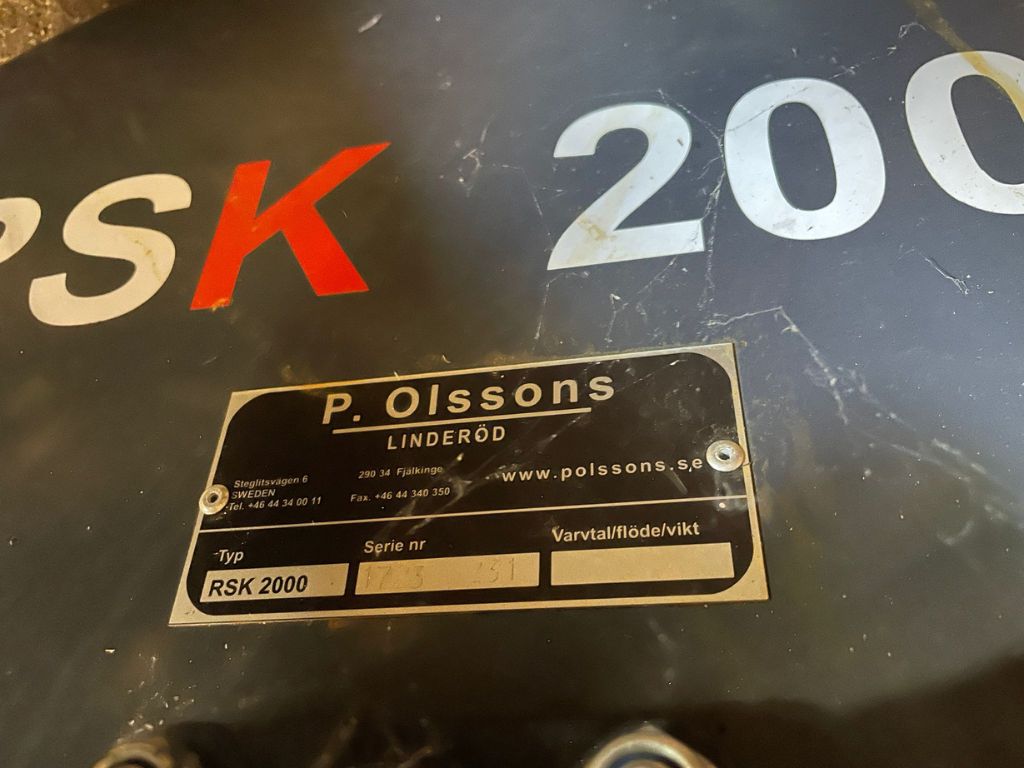 RSK 200
P. Olssons
LINDERÖD
Steglitsvägen 6 290 34 Fjälkinge www.polssons.se
SWEDEN
Tel. +46 44 34 00 11 Fax. +46 44 340 350
Typ Serie nr Varvtal/flöde/vikt
RSK 2000